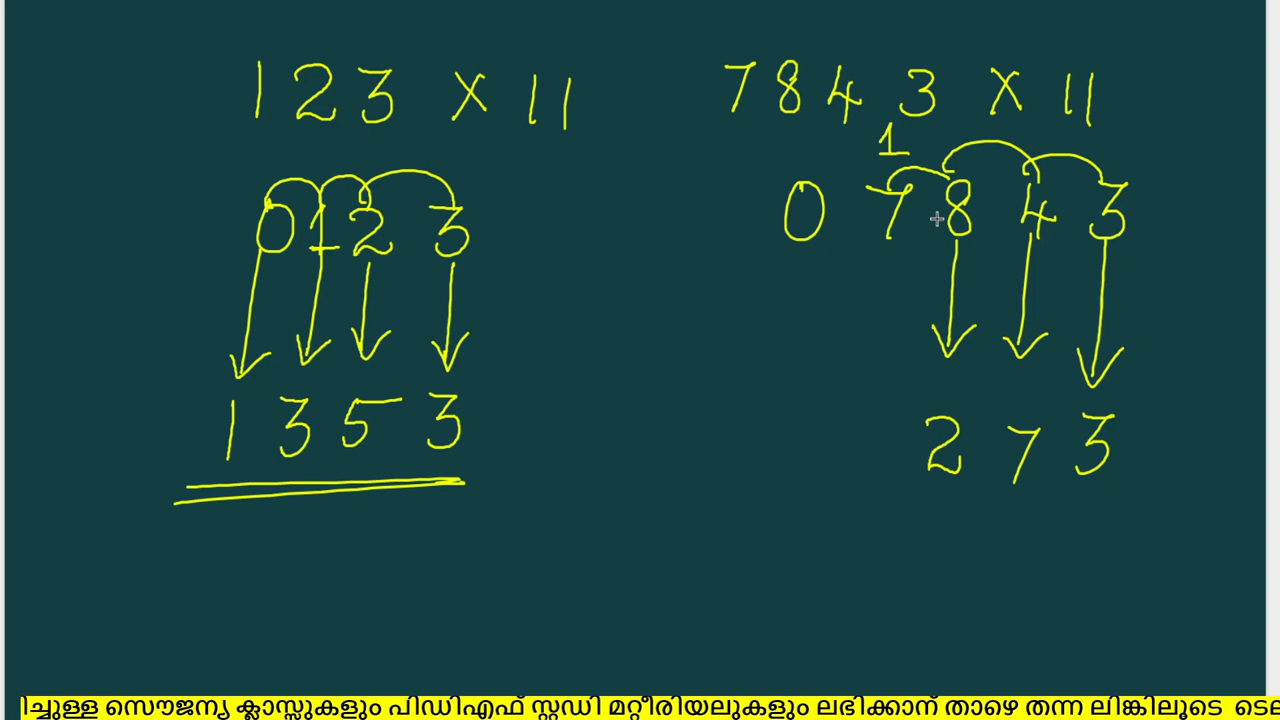 123 × 11
0123
1353
7843 × 11
1
07843
273
ിച്ചുള്ള സൌജന്യ ക്ലാസ്സുകളും പിഡിഎഫ് സ്റ്റഡി മറ്റീരിയലുകളും ലഭിക്കാന് താഴെ തന്ന ലിങ്കിലൂടെ